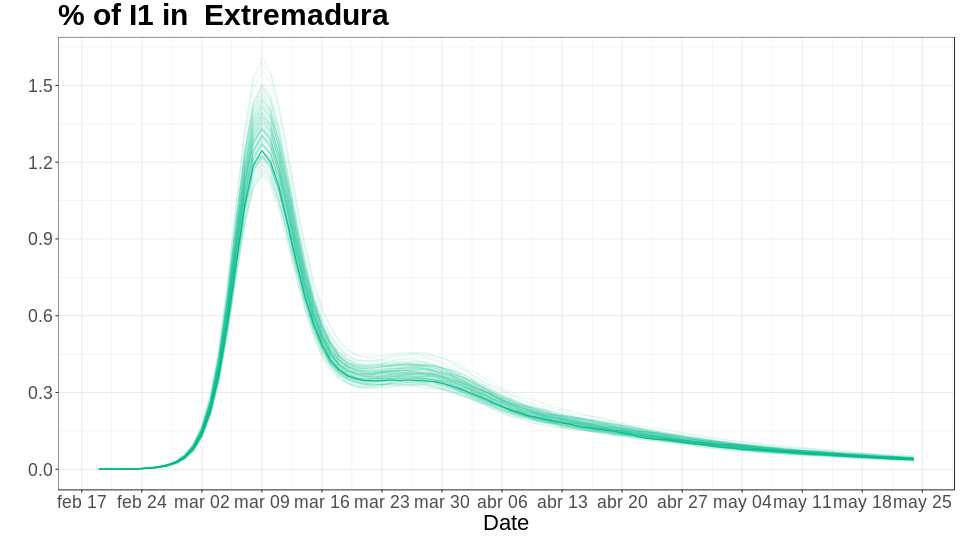 % of I1 in  Extremadura
1.5
1.2
0.9
0.6
0.3
0.0
feb 17 feb 24 mar 02 mar 09 mar 16 mar 23 mar 30 abr 06 abr 13 abr 20 abr 27 may 04 may 11 may 18 may 25
Date